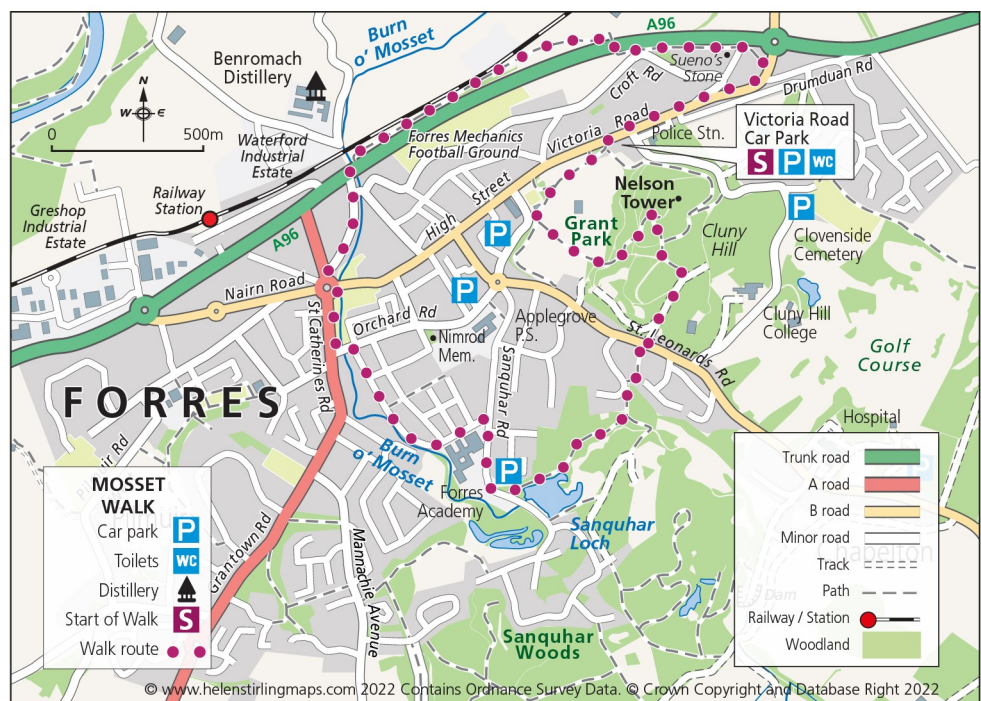 A96
Burn
o' Mosset
Benromach
Distillery
Sueno's
Stone
Croft Rd
Drumduan Rd
N
W
E
0
500m
Waterford
Industrial
Estate
Forres Mechanics
Football Ground
Victoria Road
Police Stn.
Victoria Road
Car Park
S P WC
Railway
Station
Greshop
Industrial
Estate
A96
High Street
P
Nelson
Tower
Grant
Park
Cluny
Hill
P
Clovenside
Cemetery
Nairn Road
P
Orchard Rd
Applegrove
P.S.
Nimrod
Mem.
St. Leonards Rd
Cluny Hill
College
Golf
Course
St Catherines Rd
Sanquhar Rd
FORRES
Hospital
Burn
o' Mosset
P
Forres
Academy
Sanquhar
Loch
Grantown Rd
Mannachie Avenue
Sanquhar
Woods
MOSSET
WALK
Car park P
Toilets WC
Distillery
Start of Walk S
Walk route
Trunk road
A road
B road
Minor road
Track
Path
Railway / Station
Woodland
© www.helenstirlingmaps.com 2022 Contains Ordnance Survey Data. © Crown Copyright and Database Right 2022